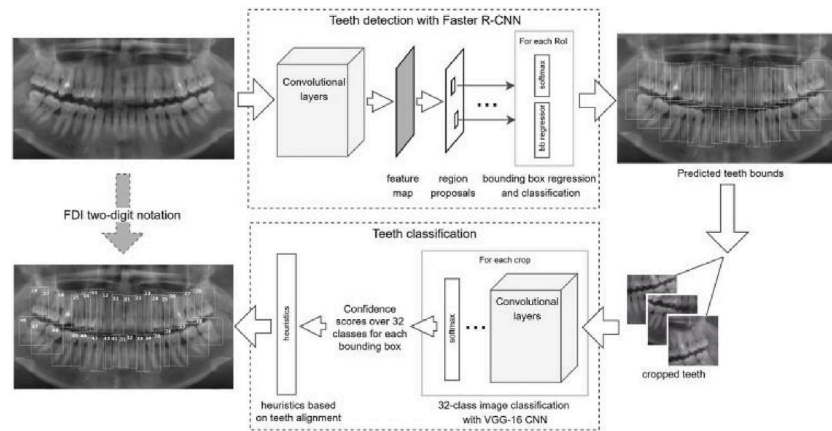 Teeth detection with Faster R-CNN
For each RoI
Convolutional
layers
softmax
bb regressor
feature
map
region
proposals
bounding box regression
and classification
Predicted teeth bounds
FDI two-digit notation
Teeth classification
For each crop
heuristics
Confidence
scores over 32
classes for each
bounding box
softmax
Convolutional
layers
cropped teeth
heuristics based
on teeth alignment
32-class image classification
with VGG-16 CNN